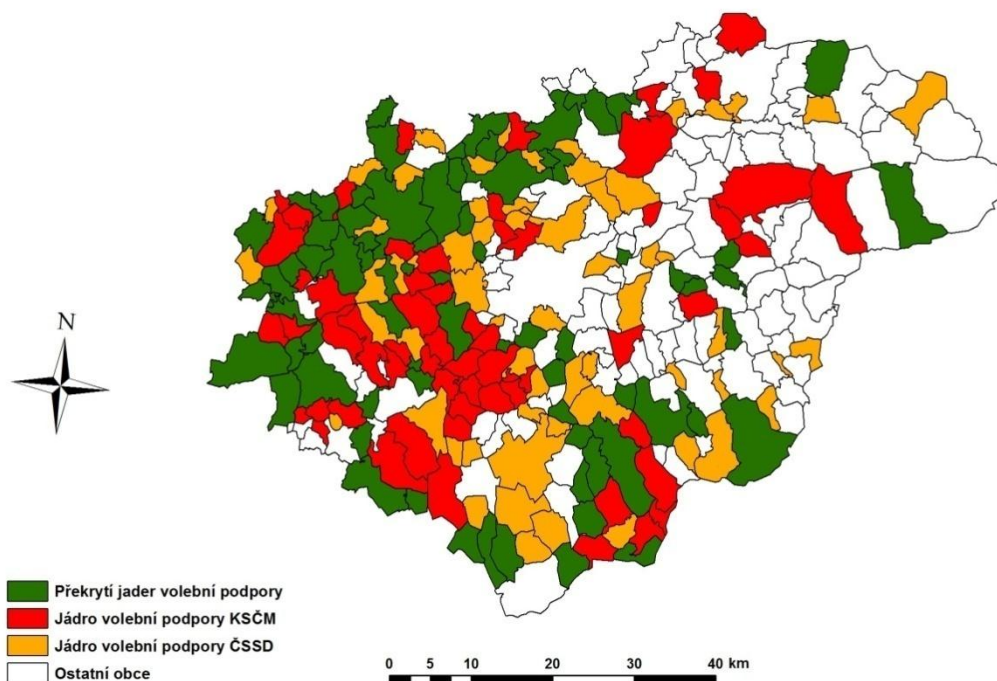 N
Překrytí jader volební podpory
Jádro volební podpory KSČM
Jádro volební podpory ČSSD
Ostatní obce
0 5 10 20 30 40 km